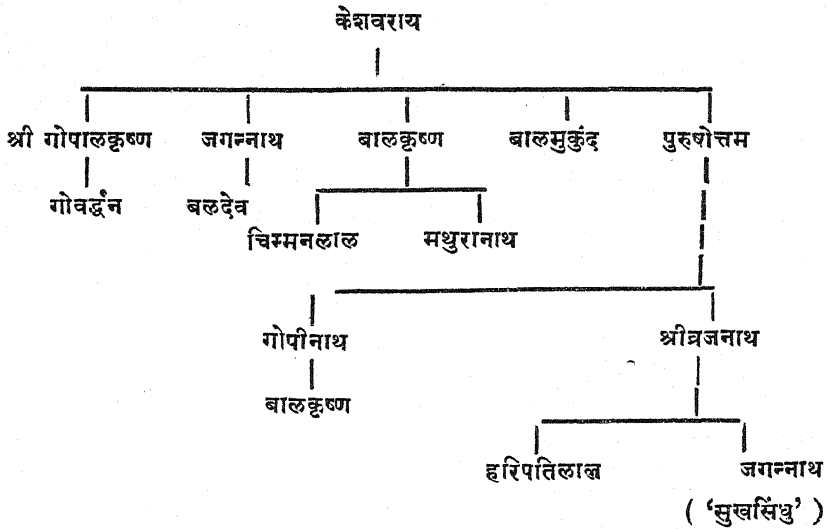 केशवराय
श्री गोपालकृष्ण जगन्नाथ बालकृष्ण बालमुकुंद पुरुषोत्तम
गोवर्द्धन बलदेव
चिम्मनलाल मथुरानाथ
गोपीनाथ श्रीव्रजनाथ
बालकृष्ण
हरिपतिलाल जगन्नाथ
( ‘सुखसिंधु’ )